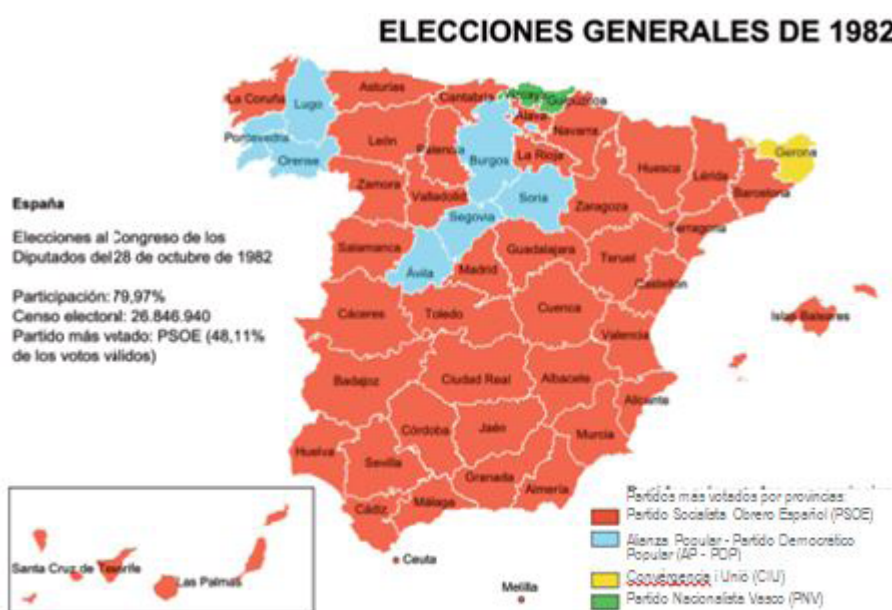 ELECCIONES GENERALES DE 1982
España
Elecciones al Congreso de los
Diputados del 28 de octubre de 1982
Participación: 79,97%
Censo electoral: 26.846.940
Partido más votado: PSOE (48,11%
de los votos válidos)
La Coruña
Lugo
Asturias
Cantabria
Vizcaya
Guipúzcoa
Álava
Navarra
Pontevedra
Orense
León
Palencia
Burgos
La Rioja
Huesca
Lérida
Gerona
Barcelona
Zamora
Valladolid
Soria
Zaragoza
Tarragona
Segovia
Salamanca
Ávila
Madrid
Guadalajara
Teruel
Castellón
Cáceres
Toledo
Cuenca
Valencia
Islas Baleares
Badajoz
Ciudad Real
Albacete
Alicante
Córdoba
Jaén
Murcia
Huelva
Sevilla
Granada
Almería
Cádiz
Málaga
Ceuta
Melilla
Santa Cruz de Tenerife
Las Palmas
Partidos mas votados por provincias:
Partido Socialista Obrero Español (PSOE)
Alianza Popular - Partido Democratico
Popular (AP - PDP)
Convergencia i Unió (CIU)
Partido Nacionalista Vasco (PNV)